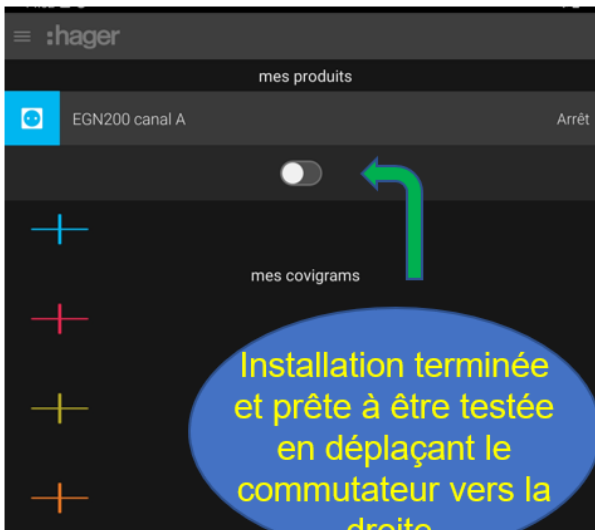 :hager
mes produits
EGN200 canal A
Arrêt
mes covigrams
Installation terminée
et prête à être testée
en déplaçant le
commutateur vers la
droite